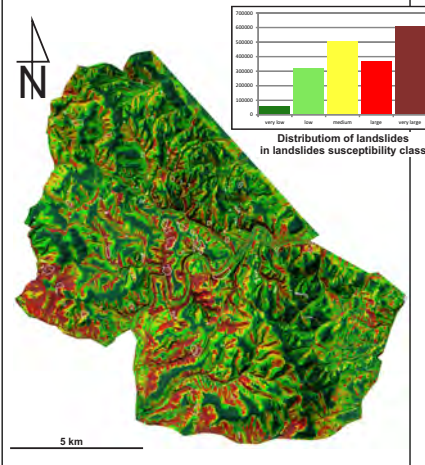 700000
600000
500000
400000
300000
200000
100000
0
very low low medium large very large
Distributiom of landslides
in landslides susceptibility class
N
5 km